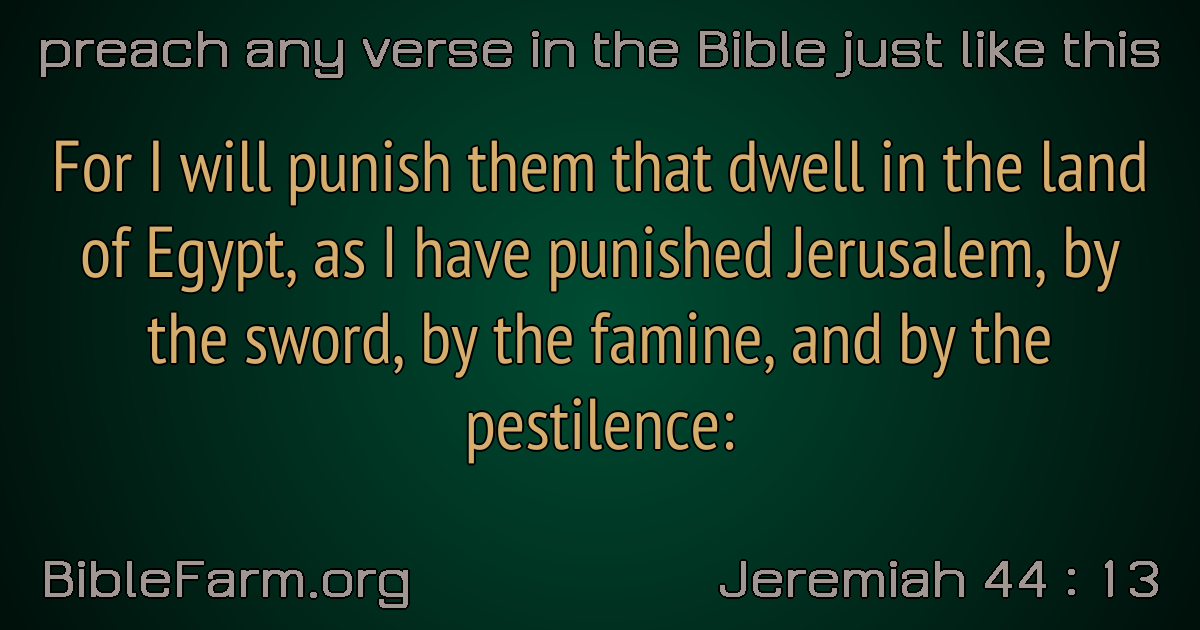 preach any verse in the Bible just like this
For I will punish them that dwell in the land
of Egypt, as I have punished Jerusalem, by
the sword, by the famine, and by the
pestilence:
BibleFarm.org
Jeremiah 44 : 13